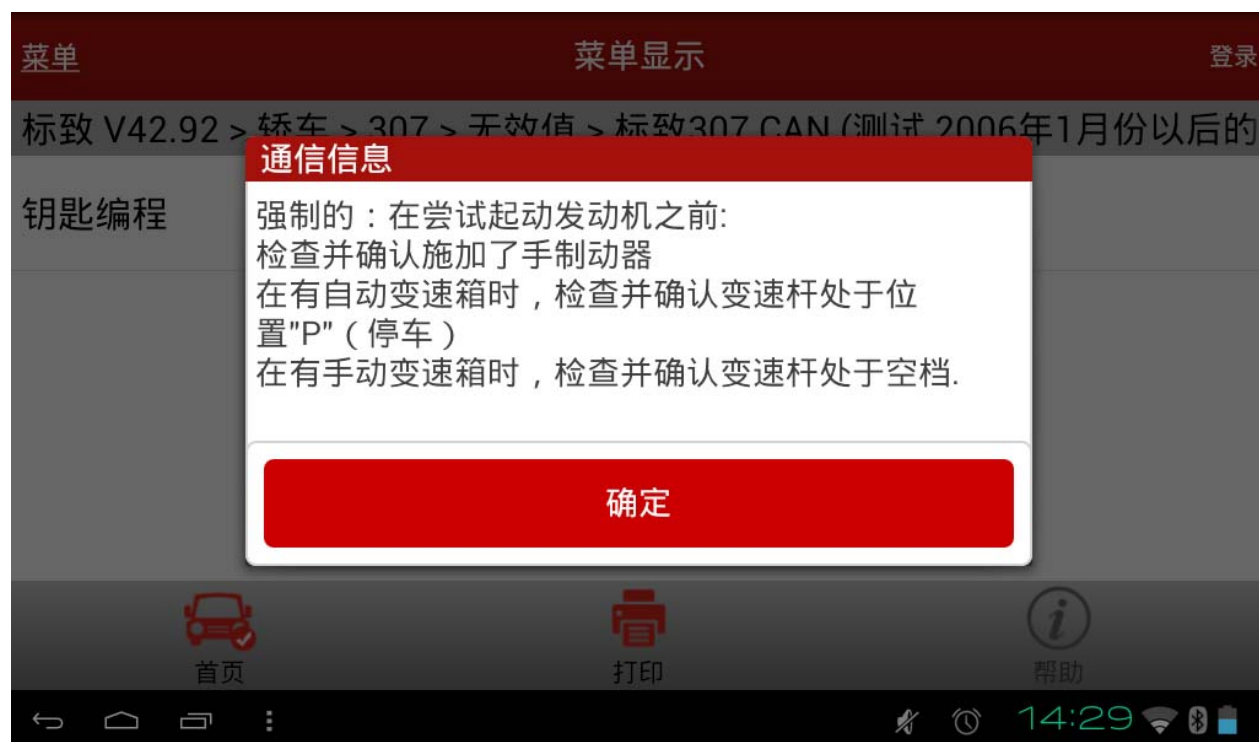 菜单
菜单显示
登录
标致 V42.92 > 轿车 > 307 > 无效值 > 标致307 CAN (测试 2006年1月份以后的
通信信息
钥匙编程
强制的：在尝试起动发动机之前:
检查并确认施加了手制动器
在有自动变速箱时，检查并确认变速杆处于位
置"P"（停车）
在有手动变速箱时，检查并确认变速杆处于空档.
确定
首页
打印
帮助
14:29